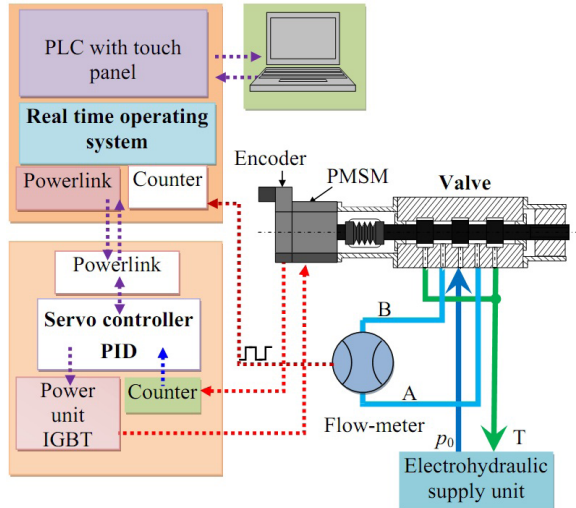 PLC with touch
panel
Real time operating
system
Powerlink
Counter
Encoder
PMSM
Valve
Powerlink
Servo controller
PID
Power
unit
IGBT
Counter
B
A
Flow-meter
p0
T
Electrohydraulic
supply unit